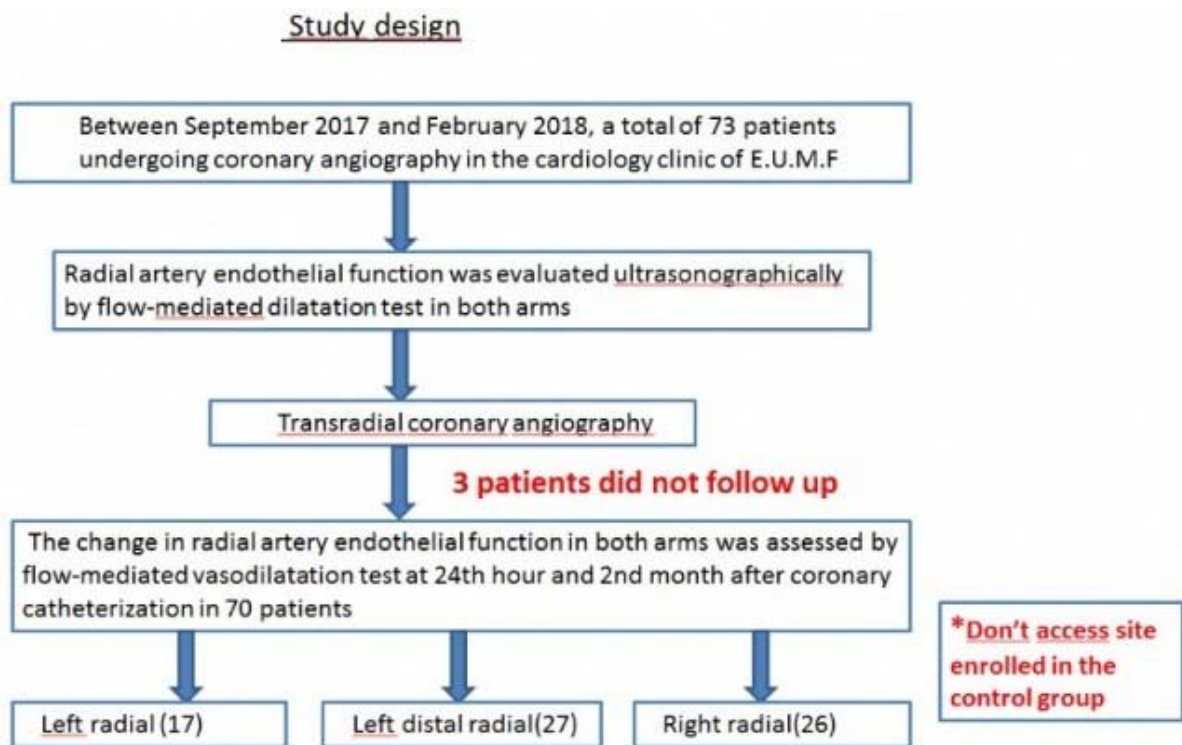 Study design
Between September 2017 and February 2018, a total of 73 patients
undergoing coronary angiography in the cardiology clinic of E.U.M.F
Radial artery endothelial function was evaluated ultrasonographically
by flow-mediated dilatation test in both arms
Transradial coronary angiography
3 patients did not follow up
The change in radial artery endothelial function in both arms was assessed by
flow-mediated vasodilatation test at 24th hour and 2nd month after coronary
catheterization in 70 patients
*Don't access site
enrolled in the
control group
Left radial (17)
Left distal radial(27)
Right radial(26)